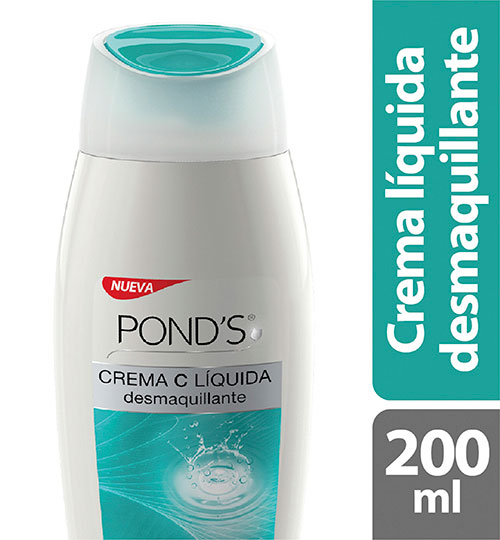 NUEVA
POND'S®
CREMA C LÍQUIDA
desmaquillante
Crema líquida
desmaquillante
200
ml